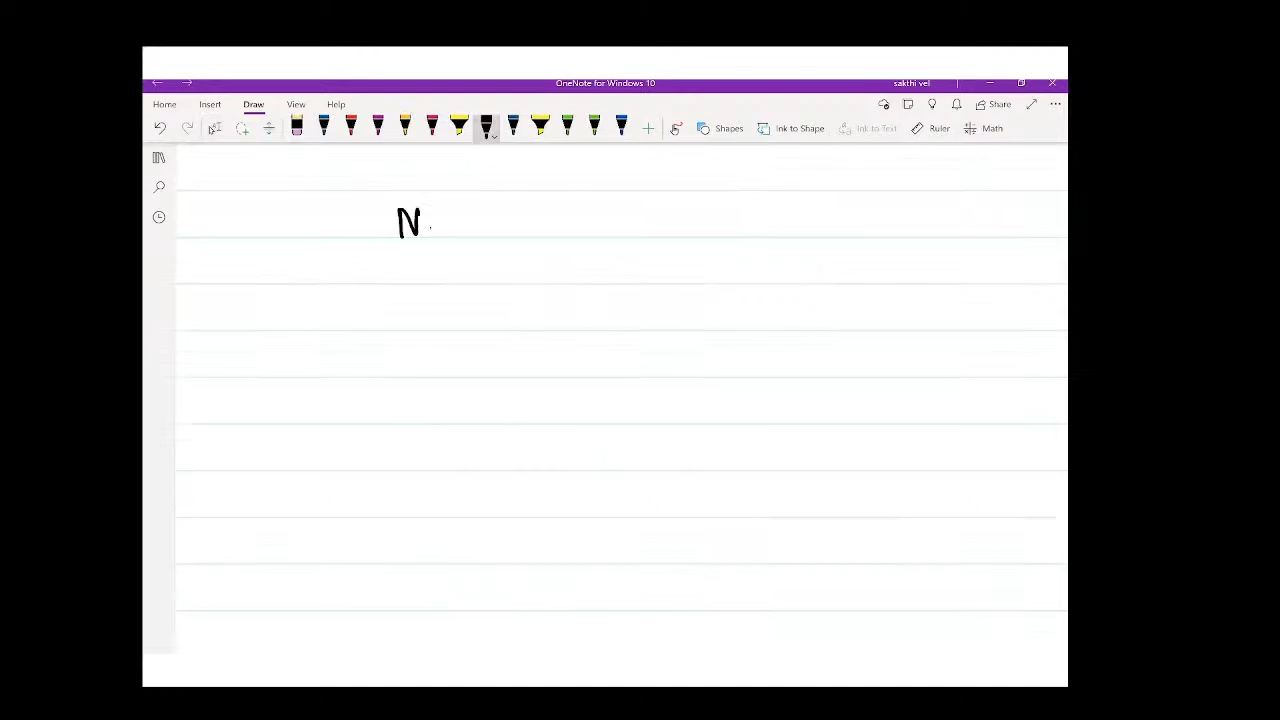 OneNote for Windows 10 sakthi vel
Home Insert Draw View Help Share
Shapes Ink to Shape Ink to Text Ruler Math
N